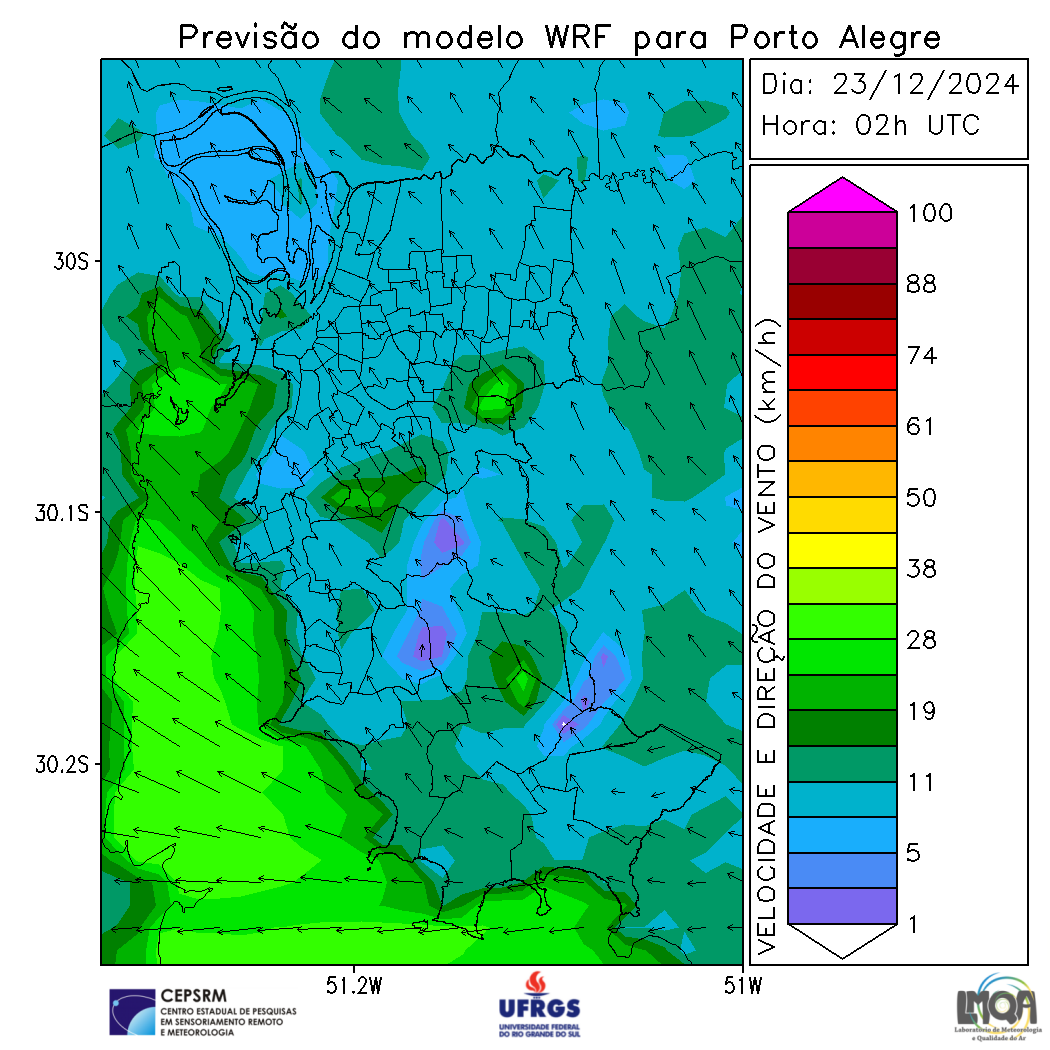 Previsão do modelo WRF para Porto Alegre
Dia: 23/12/2024
Hora: 02h UTC
30S
30.1S
30.2S
51.2W
51W
VELOCIDADE E DIREÇÃO DO VENTO (km/h)
100
88
74
61
50
38
28
19
11
5
1
CEPSRM
CENTRO ESTADUAL DE PESQUISAS
EM SENSORIAMENTO REMOTO
E METEOROLOGIA
UFRGS
UNIVERSIDADE FEDERAL
DO RIO GRANDE DO SUL
LMQA
Laboratório de Meteorologia
e Qualidade do Ar